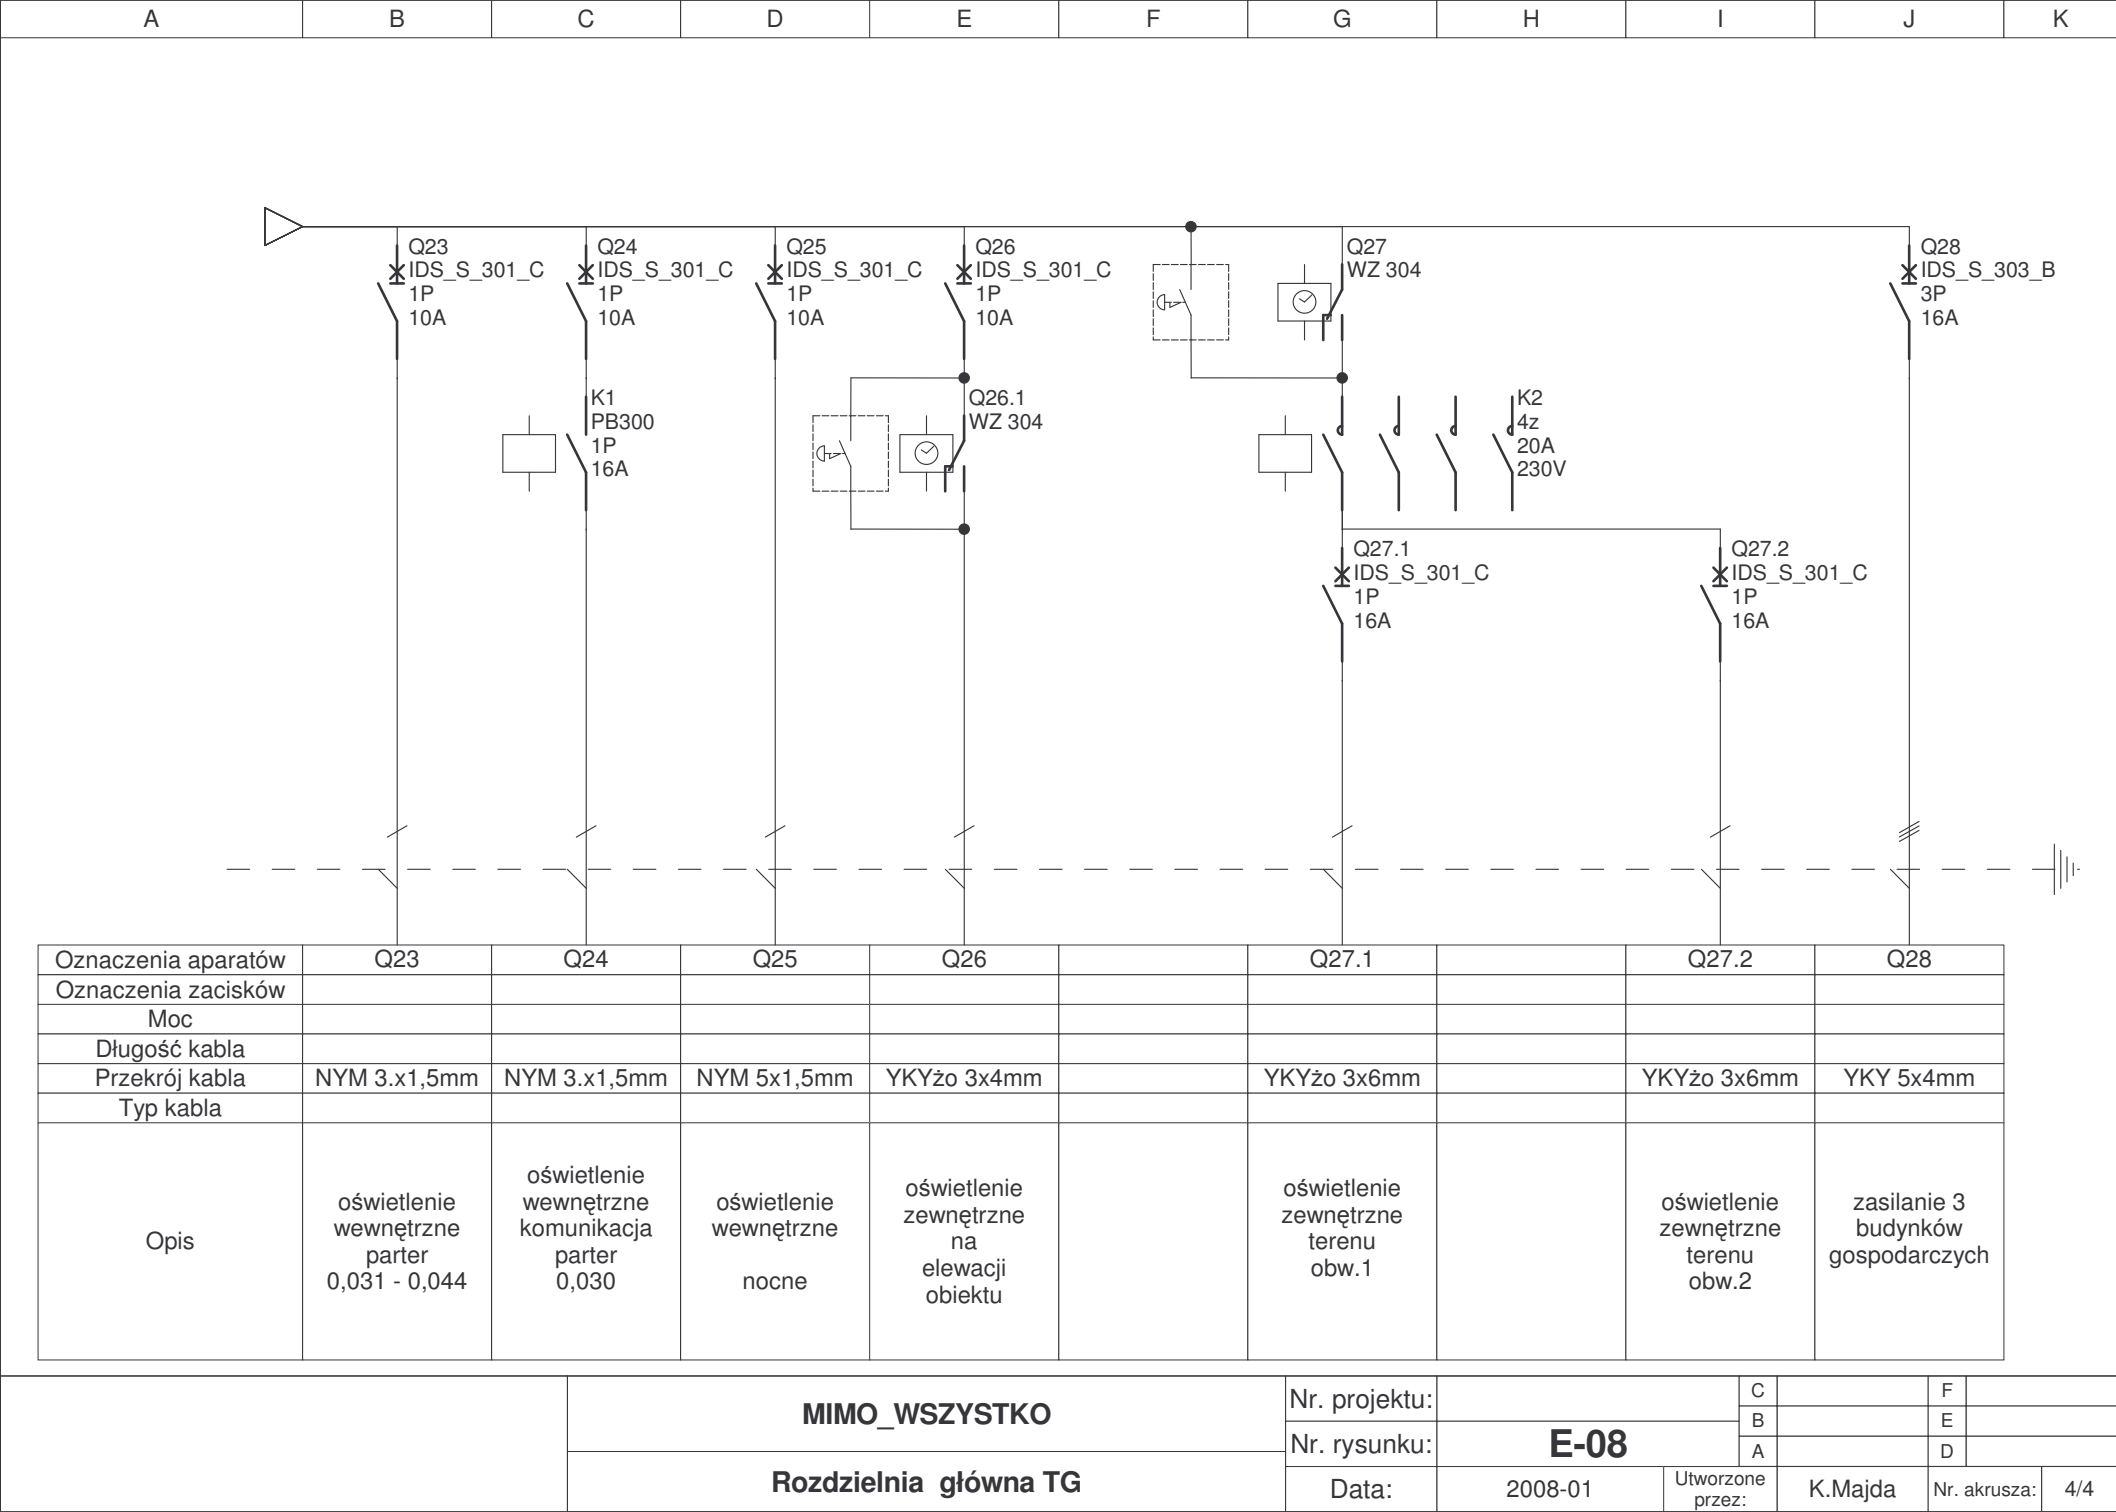 A B C D E F G H I J K
Q23
IDS_S_301_C
1P
10A
Q24
IDS_S_301_C
1P
10A
Q25
IDS_S_301_C
1P
10A
Q26
IDS_S_301_C
1P
10A
Q27
WZ 304
Q28
IDS_S_303_B
3P
16A
K1
PB300
1P
16A
Q26.1
WZ 304
K2
4z
20A
230V
Q27.1
IDS_S_301_C
1P
16A
Q27.2
IDS_S_301_C
1P
16A
Oznaczenia aparatów Q23 Q24 Q25 Q26 Q27.1 Q27.2 Q28
Oznaczenia zacisków
Moc
Długość kabla
Przekrój kabla NYM 3.x1,5mm NYM 3.x1,5mm NYM 5x1,5mm YKYżo 3x4mm YKYżo 3x6mm YKYżo 3x6mm YKY 5x4mm
Typ kabla
Opis
oświetlenie
wewnętrzne
parter
0,031 - 0,044
oświetlenie
wewnętrzne
komunikacja
parter
0,030
oświetlenie
wewnętrzne
nocne
oświetlenie
zewnętrzne
na
elewacji
obiektu
oświetlenie
zewnętrzne
terenu
obw.1
oświetlenie
zewnętrzne
terenu
obw.2
zasilanie 3
budynków
gospodarczych
MIMO_WSZYSTKO
Rozdzielnia główna TG
Nr. projektu:
Nr. rysunku: E-08
C F
B E
A D
Data: 2008-01
Utworzone
przez:
K.Majda
Nr. akrusza: 4/4